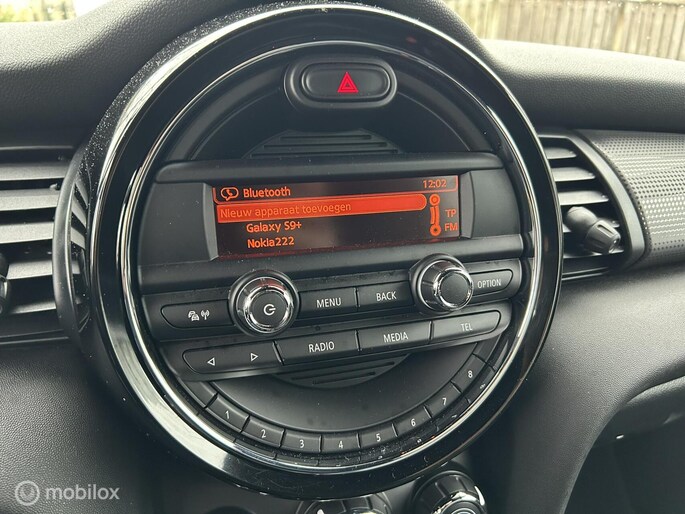 Bluetooth 12:02
Nieuw apparaat toevoegen
Galaxy S9+ TP
Nokia222 FM
MENU BACK OPTION
RADIO MEDIA TEL
1 2 3 4 5 6 7 8
mobilox